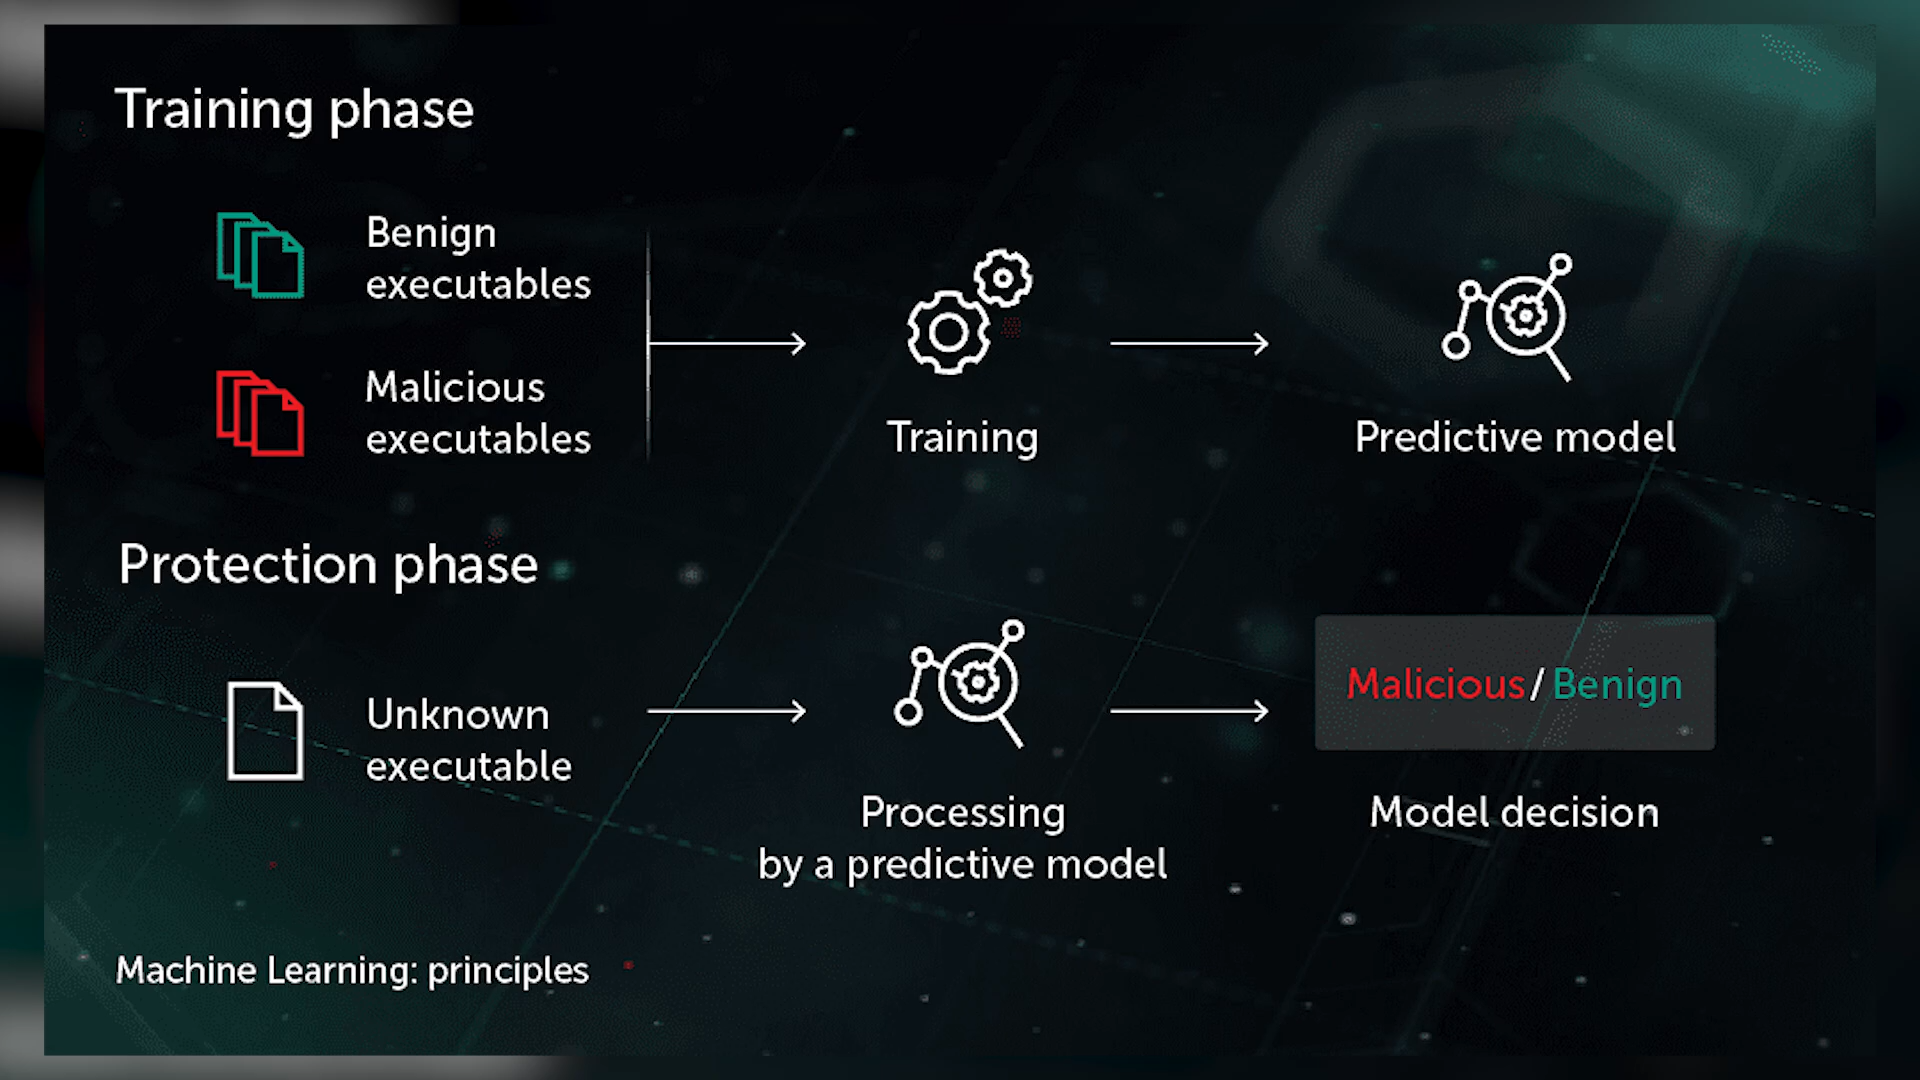 Training phase
Benign
executables
Malicious
executables
Training
Predictive model
Protection phase
Unknown
executable
Processing
by a predictive model
Malicious/Benign
Model decision
Machine Learning: principles